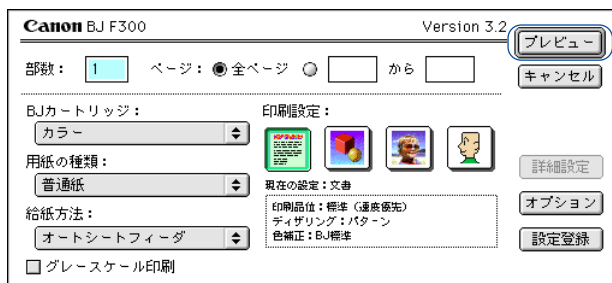 Canon BJ F300 Version 3.2
プレビュー
部数： 1 ページ： 全ページ から
キャンセル
BJカートリッジ：
カラー
用紙の種類：
普通紙
給紙方法：
オートシートフィーダ
グレースケール印刷
印刷設定：
現在の設定：文書
印刷品位：標準（速度優先）
ディザリング：パターン
色補正：BJ標準
詳細設定
オプション
設定登録